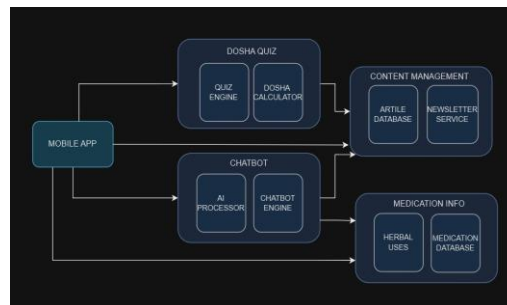 DOSHA QUIZ
QUIZ
ENGINE
DOSHA
CALCULATOR
CONTENT MANAGEMENT
ARTILE
DATABASE
NEWSLETTER
SERVICE
MOBILE APP
CHATBOT
AI
PROCESSOR
CHATBOT
ENGINE
MEDICATION INFO
HERBAL
USES
MEDICATION
DATABASE